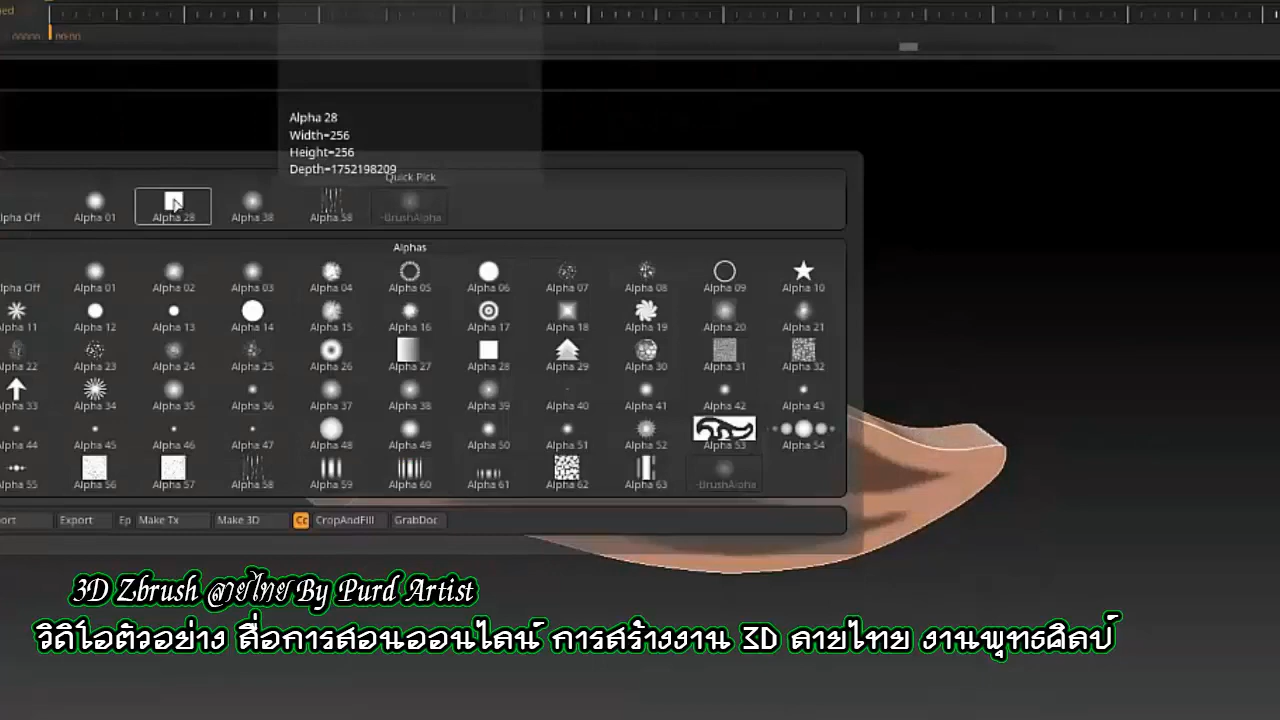 00000 00:00
Alpha 28
Width=256
Height=256
Depth=1752198209
Quick Pick
lpha Off Alpha 01 Alpha 28 Alpha 38 Alpha 58 -BrushAlpha
Alphas
lpha Off Alpha 01 Alpha 02 Alpha 03 Alpha 04 Alpha 05 Alpha 06 Alpha 07 Alpha 08 Alpha 09 Alpha 10
lpha 11 Alpha 12 Alpha 13 Alpha 14 Alpha 15 Alpha 16 Alpha 17 Alpha 18 Alpha 19 Alpha 20 Alpha 21
lpha 22 Alpha 23 Alpha 24 Alpha 25 Alpha 26 Alpha 27 Alpha 28 Alpha 29 Alpha 30 Alpha 31 Alpha 32
lpha 33 Alpha 34 Alpha 35 Alpha 36 Alpha 37 Alpha 38 Alpha 39 Alpha 40 Alpha 41 Alpha 42 Alpha 43
lpha 44 Alpha 45 Alpha 46 Alpha 47 Alpha 48 Alpha 49 Alpha 50 Alpha 51 Alpha 52 Alpha 53 Alpha 54
lpha 55 Alpha 56 Alpha 57 Alpha 58 Alpha 59 Alpha 60 Alpha 61 Alpha 62 Alpha 63 -BrushAlpha
ort Export Ep Make Tx Make 3D Cc CropAndFill GrabDoc
3D Zbrush ลายไทย By Purd Artist
วิดีโอตัวอย่าง สื่อการสอนออนไลน์ การสร้างงาน 3D ลายไทย งานพุทธศิลป์